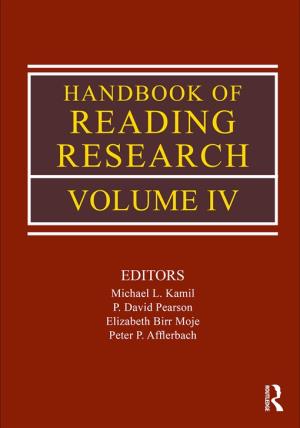 HANDBOOK OF
READING
RESEARCH
VOLUME IV
EDITORS
Michael L. Kamil
P. David Pearson
Elizabeth Birr Moje
Peter P. Afflerbach
ROUTLEDGE